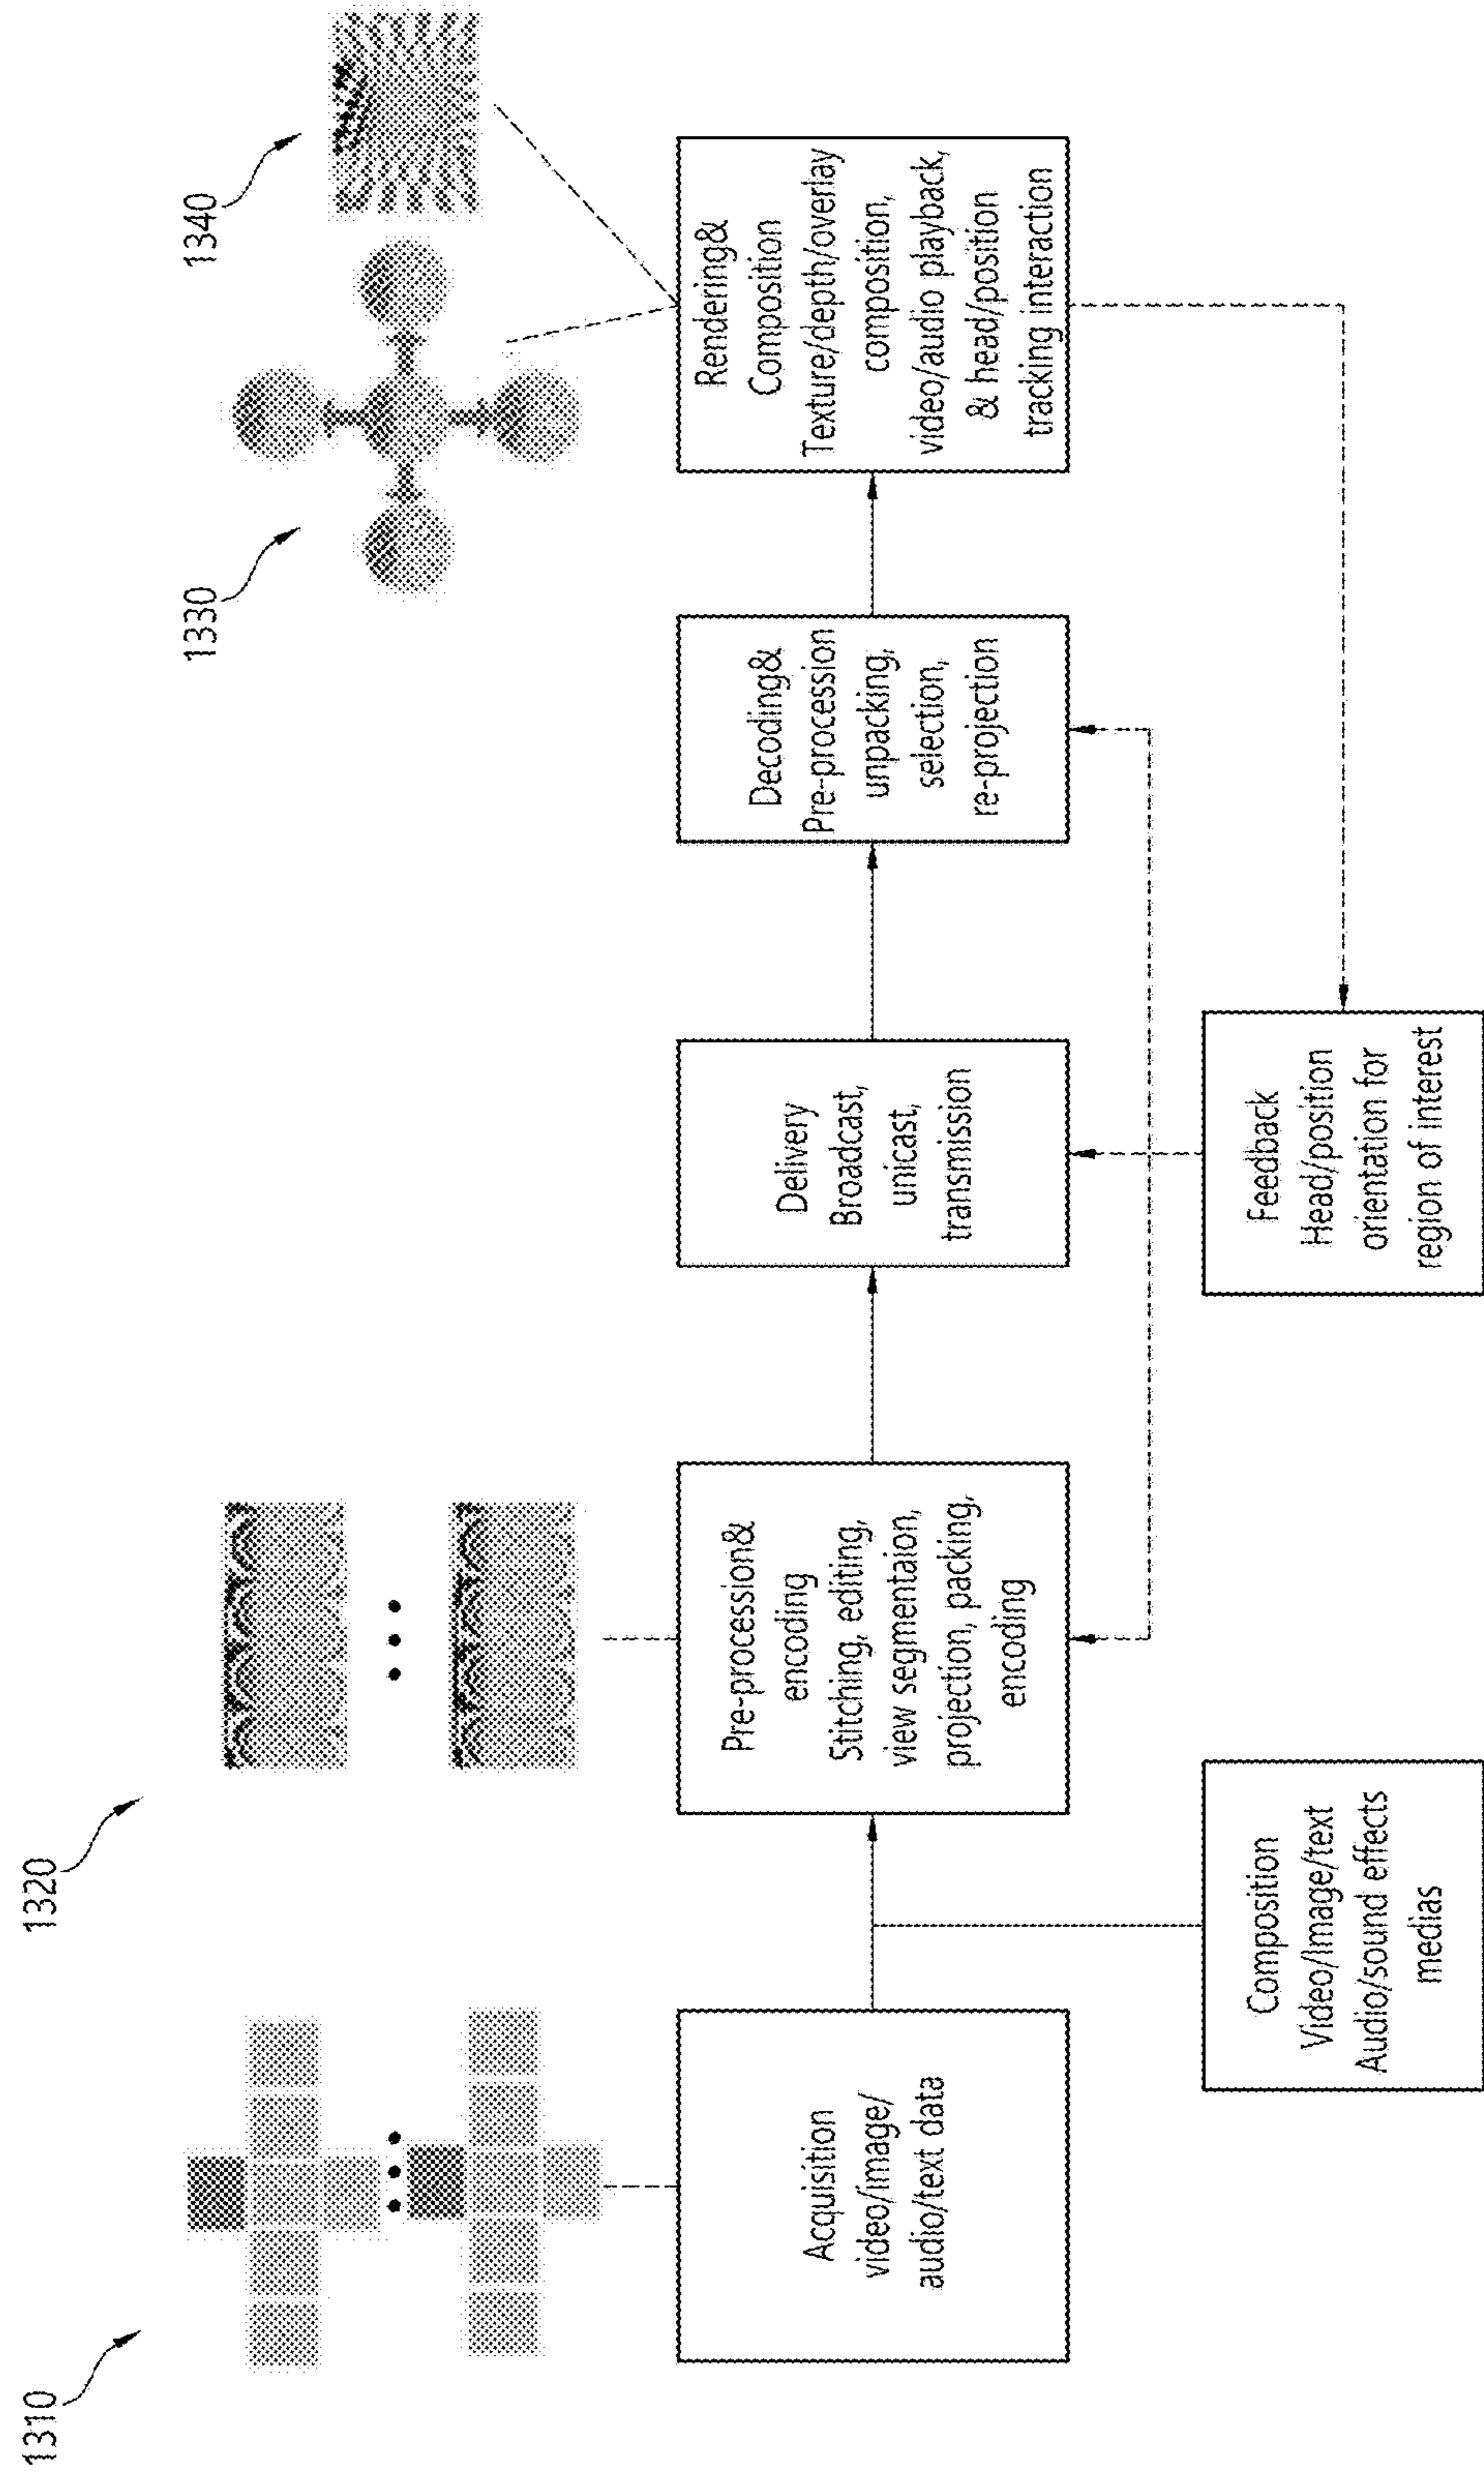 1310
1320
1330
1340
Acquisition
video/image/
audio/text data
Composition
Video/Image/text
Audio/sound effects
medias
Pre-procession&
encoding
Stitching, editing,
view segmentaion,
projection, packing,
encoding
Delivery
Broadcast,
unicast,
transmission
Feedback
Head/position
orientation for
region of interest
Decoding&
Pre-procession
unpacking,
selection,
re-projection
Rendering&
Composition
Texture/depth/overlay
composition,
video/audio playback,
& head/position
tracking interaction